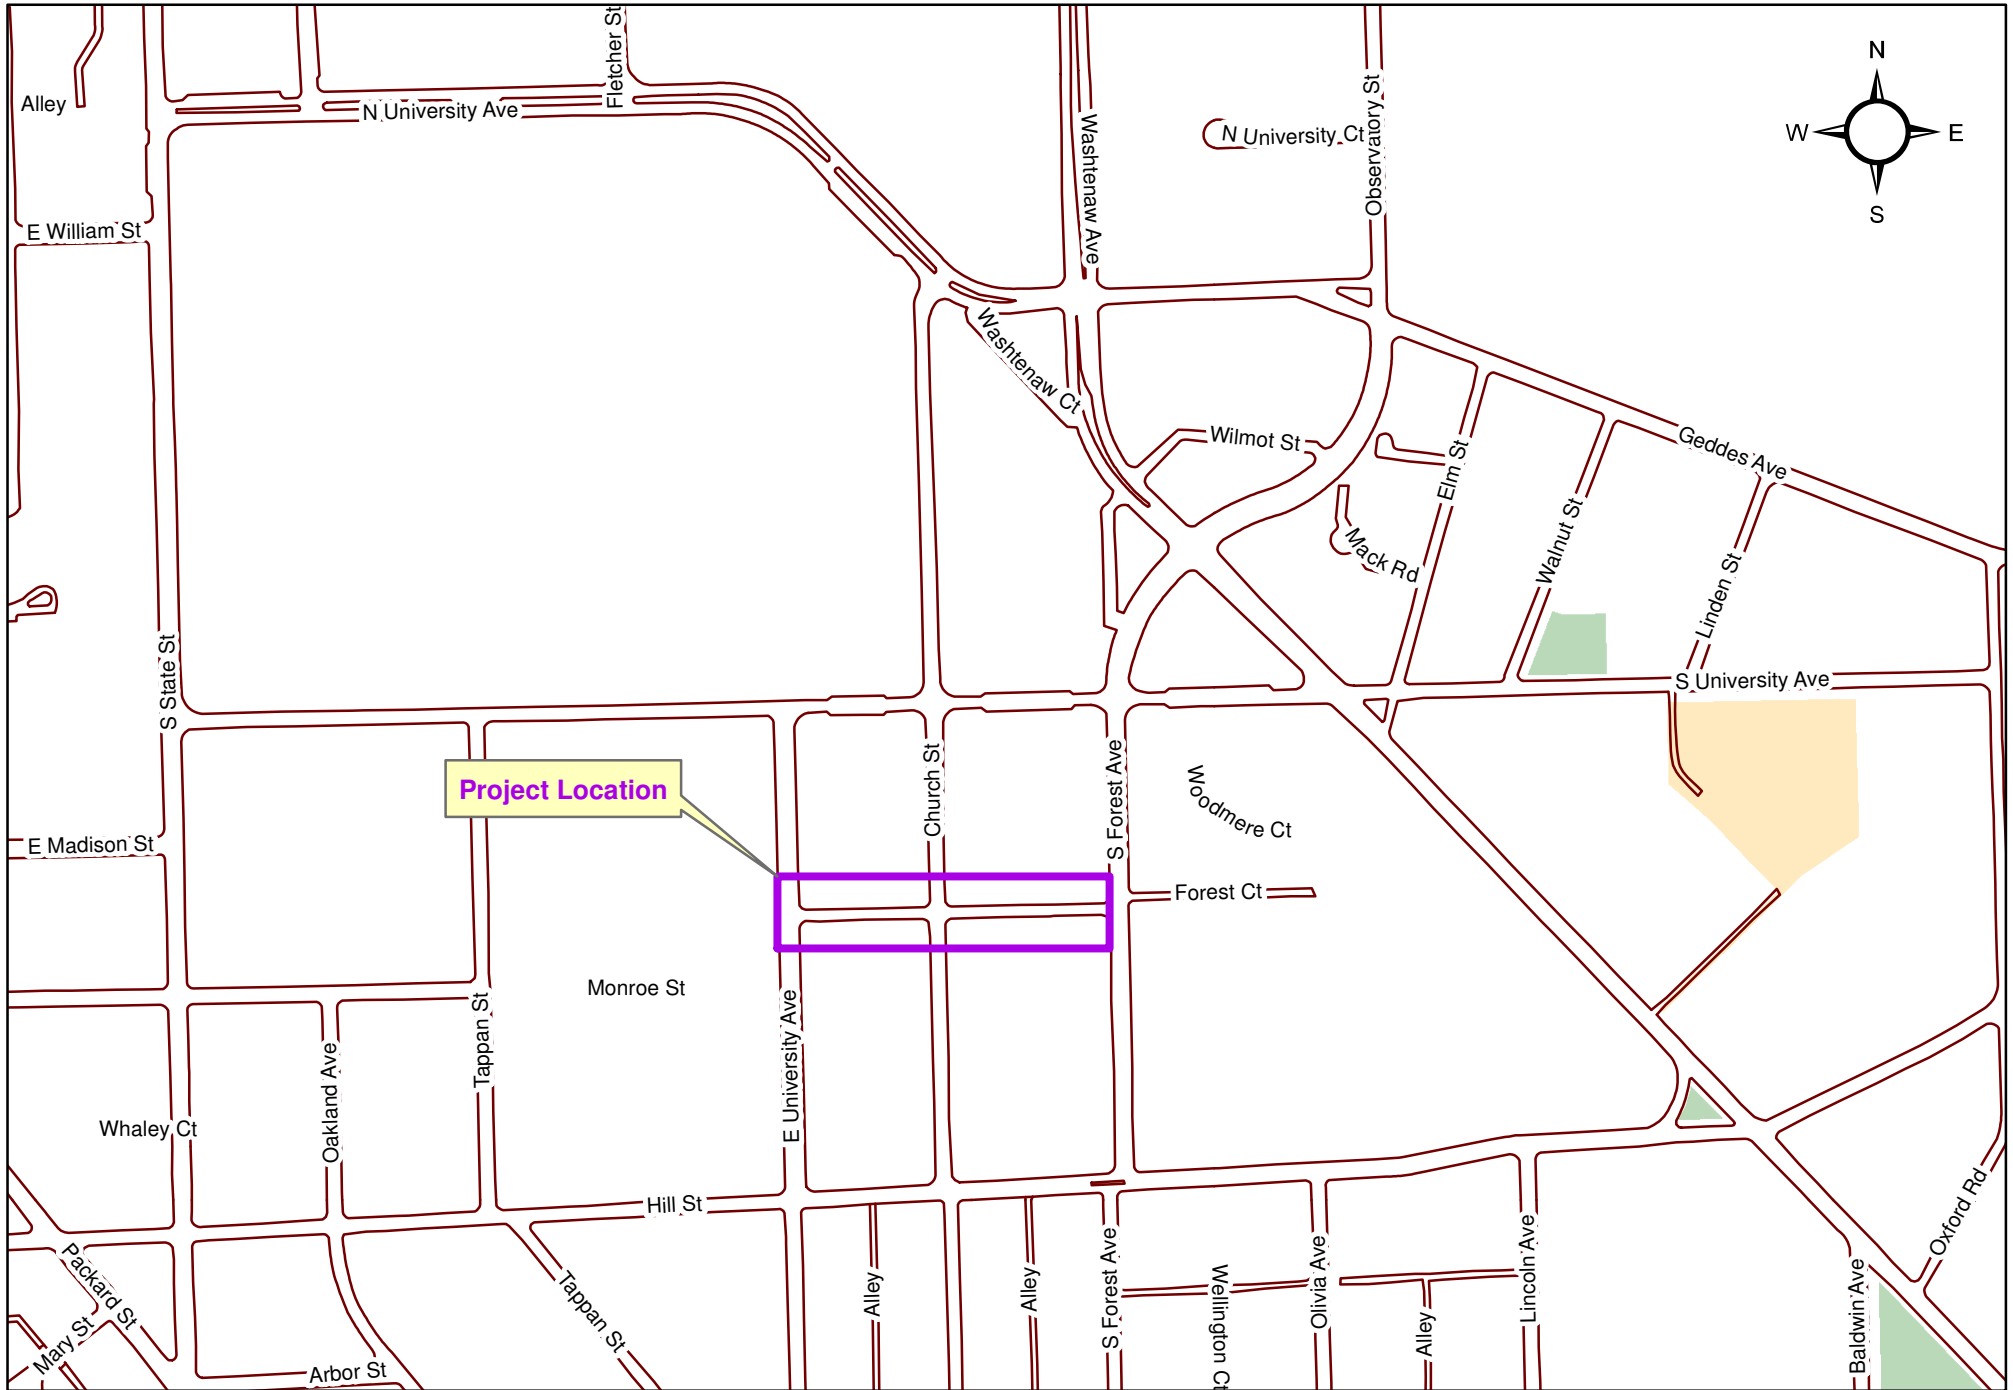 Fletcher St
N
Alley
N University Ave
Washtenaw Ave
N University Ct
Observatory St
W
E
S
E William St
Washtenaw Ct
Wilmot St
Geddes Ave
Elm St
Walnut St
Mack Rd
Linden St
S State St
S University Ave
Project Location
Church St
S Forest Ave
Woodmere Ct
E Madison St
Forest Ct
Monroe St
Tappan St
E University Ave
Oakland Ave
Whaley Ct
Hill St
Oxford Rd
Packard St
Tappan St
Alley
Alley
S Forest Ave
Wellington Ct
Olivia Ave
Alley
Lincoln Ave
Baldwin Ave
Mary St
Arbor St